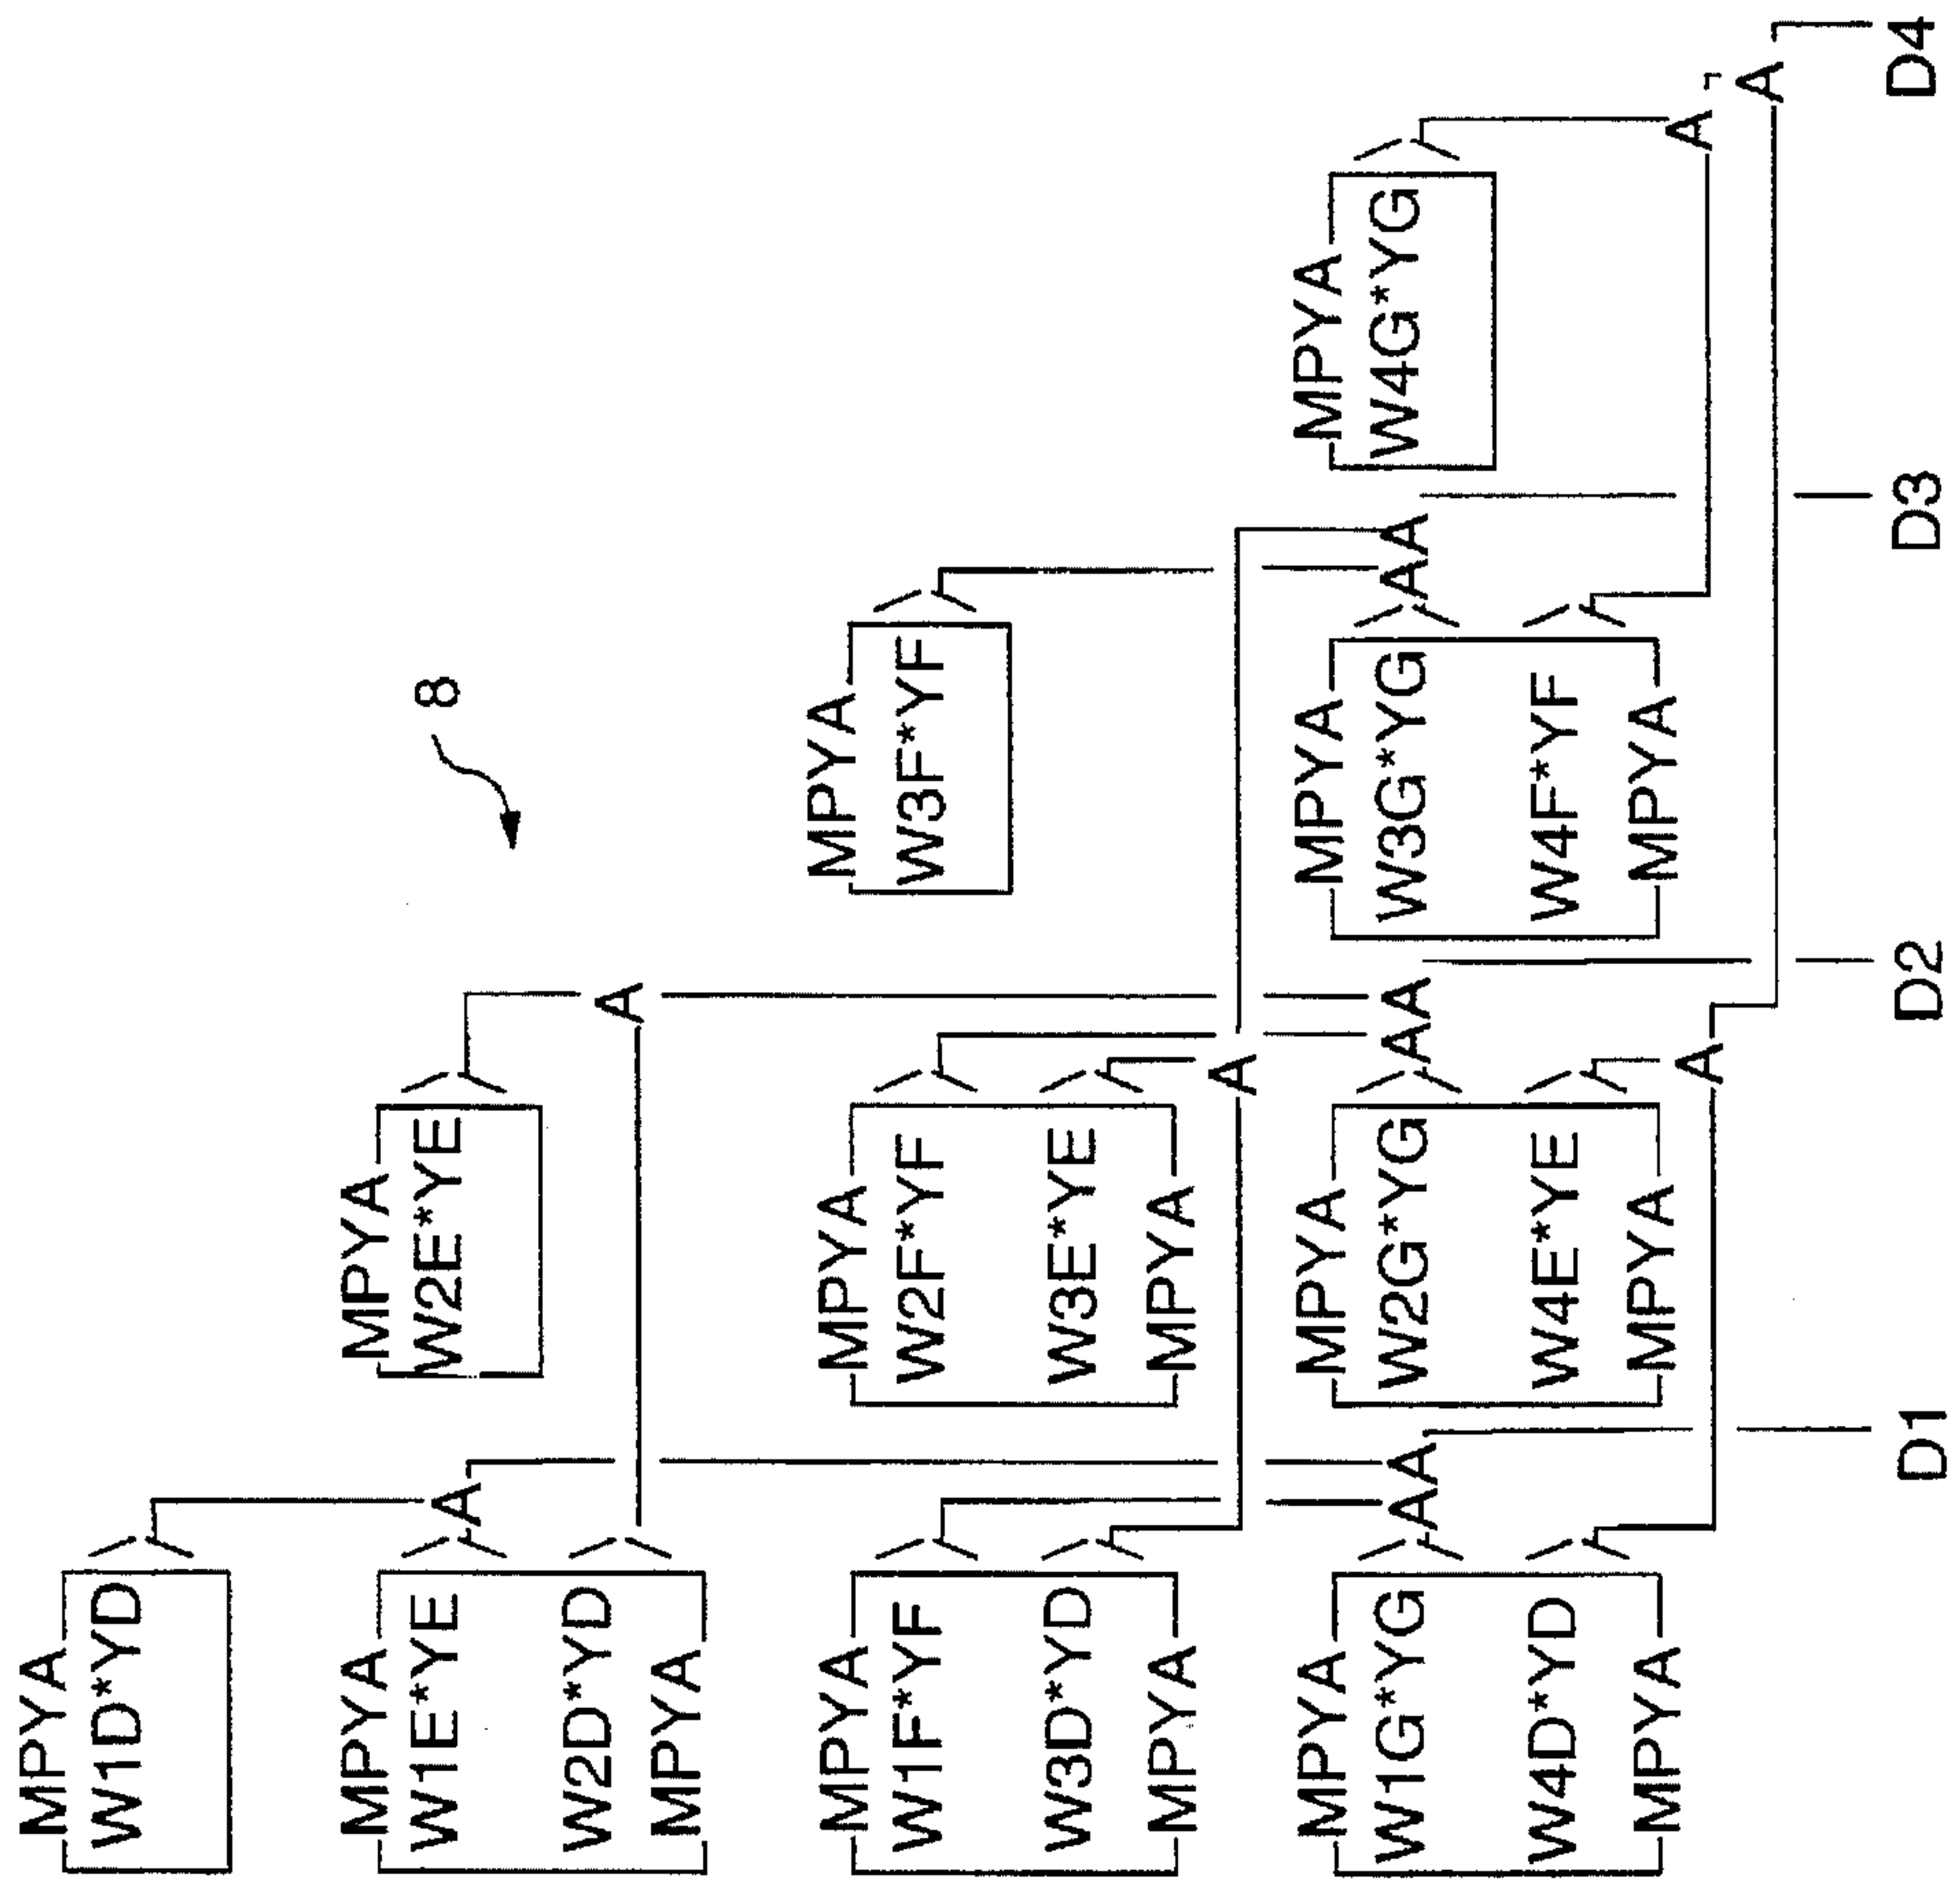 MPYA
W1D*YD
MPYA MPYA
W1E*YE A W2E*YE 8
W2D*YD A
MPYA
MPYA MPYA MPYA
W1F*YF W2F*YF W3F*YF
W3D*YD W3E*YE
MPYA MPYA
A
MPYA MPYA MPYA MPYA
W1G*YG AA W2G*YG AA W3G*YG AA W4G*YG
W4D*YD W4E*YE W4F*YF
MPYA MPYA MPYA
A A
A
D1 D2 D3 D4